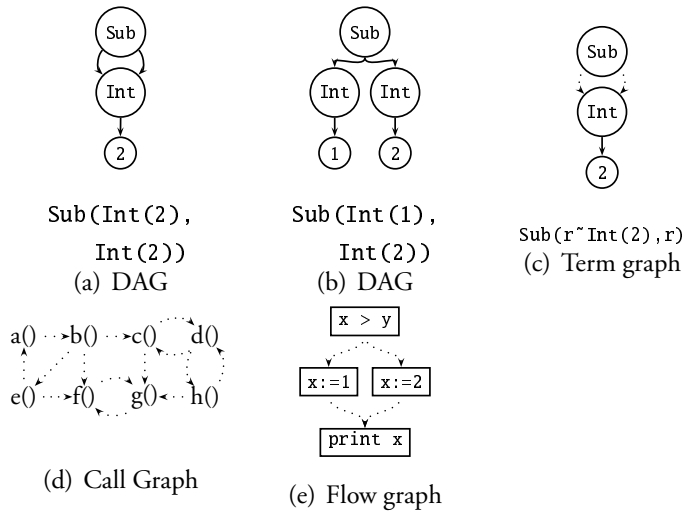 Sub
Int
2
Sub(Int(2),
Int(2))
(a) DAG
Sub
Int Int
1 2
Sub(Int(1),
Int(2))
(b) DAG
Sub
Int
2
Sub(r~Int(2),r)
(c) Term graph
a() b() c() d()
e() f() g() h()
(d) Call Graph
x > y
x:=1 x:=2
print x
(e) Flow graph